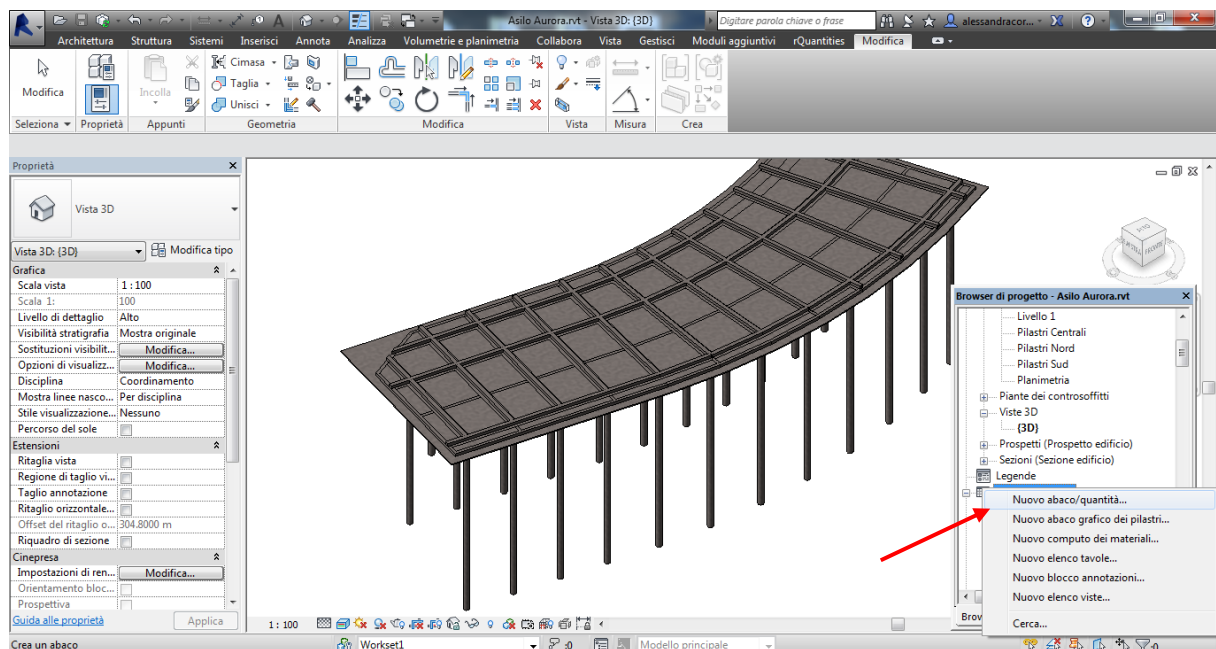 Asilo Aurora.rvt - Vista 3D: {3D}
Digitare parola chiave o frase
alessandracor...
Architettura Struttura Sistemi Inserisci Annota Analizza Volumetrie e planimetria Collabora Vista Gestisci Moduli aggiuntivi rQuantities Modifica
Modifica
Incolla
Cimasa
Taglia
Unisci
Seleziona Proprietà Appunti Geometria Modifica Vista Misura Crea
Proprietà
Vista 3D
Vista 3D: {3D} Modifica tipo
Grafica
Scala vista 1 : 100
Scala 1: 100
Livello di dettaglio Alto
Visibilità stratigrafia Mostra originale
Sostituzioni visibilit... Modifica...
Opzioni di visualizz... Modifica...
Disciplina Coordinamento
Mostra linee nasco... Per disciplina
Stile visualizzazione... Nessuno
Percorso del sole
Estensioni
Ritaglia vista
Regione di taglio vi...
Taglio annotazione
Ritaglio orizzontale...
Offset del ritaglio o... 304.8000 m
Riquadro di sezione
Cinepresa
Impostazioni di ren... Modifica...
Orientamento bloc...
Prospettiva
Guida alle proprietà Applica
Crea un abaco
1 : 100
Workset1
:0
Modello principale
:0
Browser di progetto - Asilo Aurora.rvt
Livello 1
Pilastri Centrali
Pilastri Nord
Pilastri Sud
Planimetria
Piante dei controsoffitti
Viste 3D
{3D}
Prospetti (Prospetto edificio)
Sezioni (Sezione edificio)
Legende
Nuovo abaco/quantità...
Nuovo abaco grafico dei pilastri...
Nuovo computo dei materiali...
Nuovo elenco tavole...
Nuovo blocco annotazioni...
Nuovo elenco viste...
Cerca...
Brow